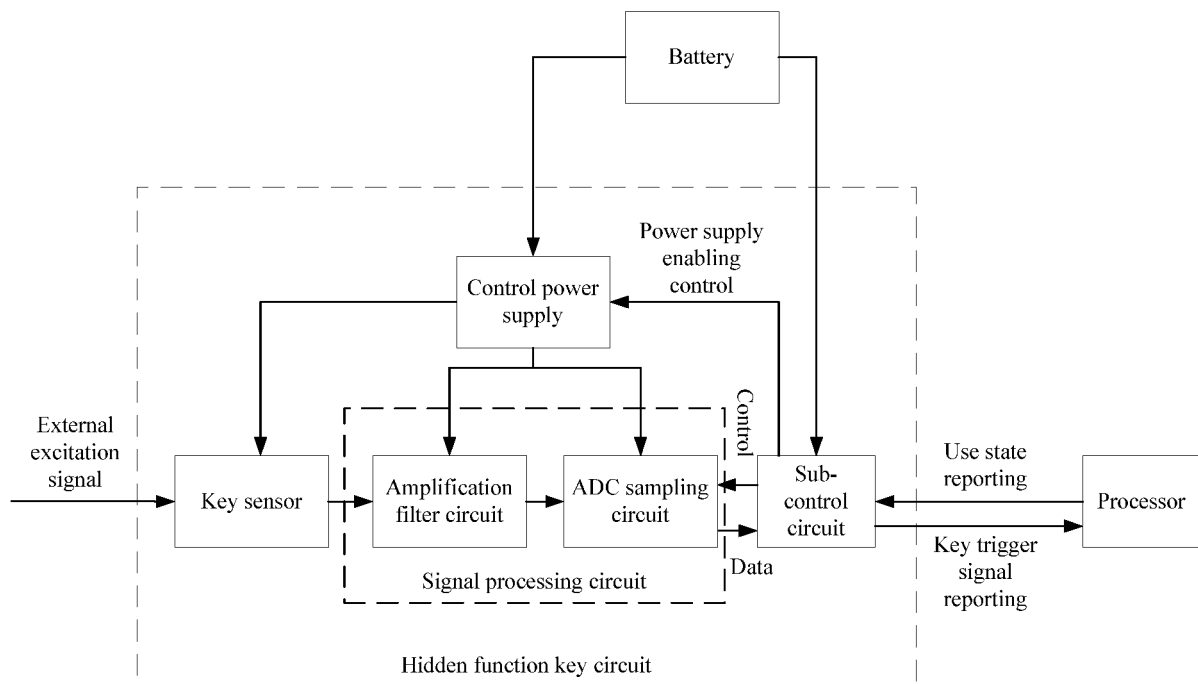 Battery
Power supply
enabling
control
Control power
supply
Control
External
excitation
signal
Key sensor
Amplification
filter circuit
ADC sampling
circuit
Sub-
control
circuit
Use state
reporting
Processor
Key trigger
signal
reporting
Data
Signal processing circuit
Hidden function key circuit